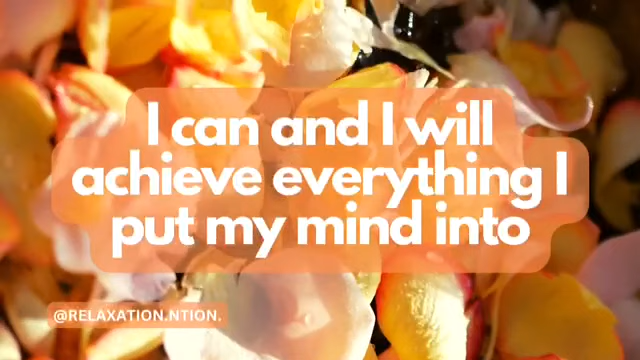 I can and I will
achieve everything I
put my mind into
@RELAXATION.NTION.